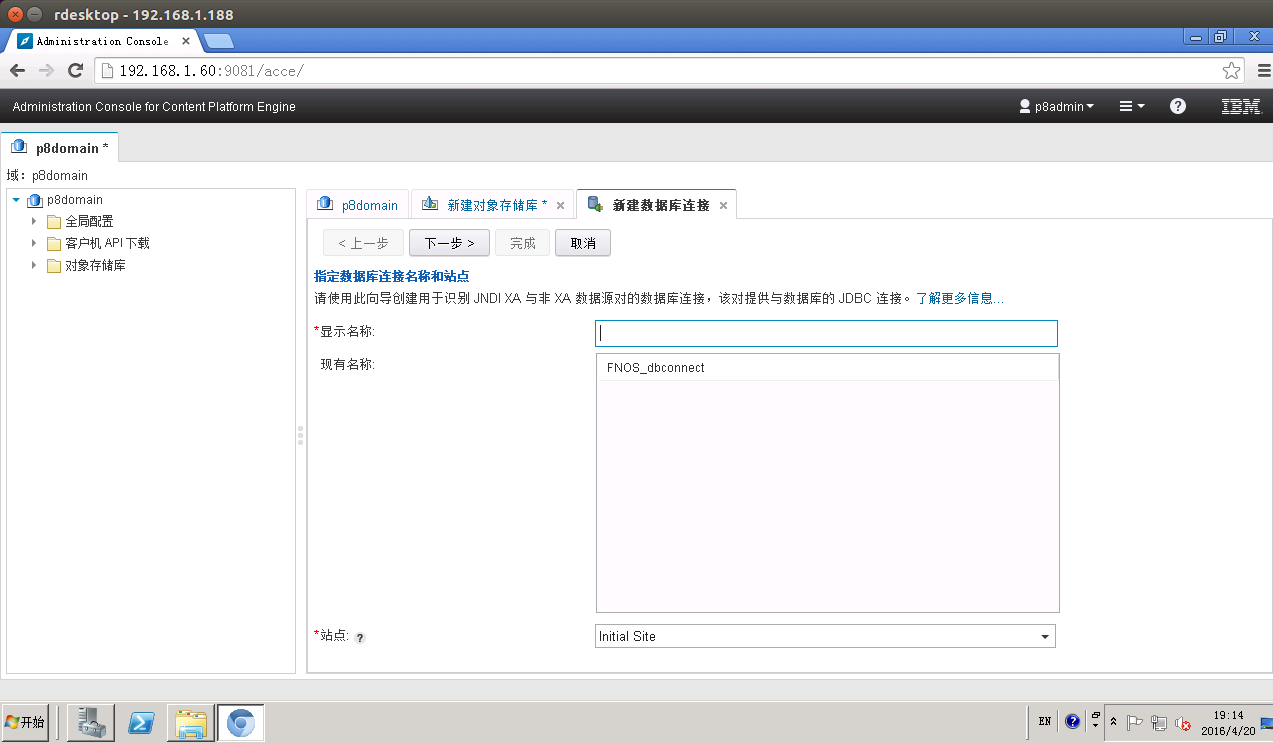 rdesktop - 192.168.1.188
Administration Console
192.168.1.60:9081/acce/
Administration Console for Content Platform Engine
p8admin
IBM
p8domain *
域: p8domain
p8domain
全局配置
客户机 API 下载
对象存储库
p8domain
新建对象存储库 *
新建数据库连接
< 上一步
下一步 >
完成
取消
指定数据库连接名称和站点
请使用此向导创建用于识别 JNDI XA 与非 XA 数据源对的数据库连接，该对提供与数据库的 JDBC 连接。了解更多信息...
*显示名称:
现有名称:
FNOS_dbconnect
*站点: ?
Initial Site
开始
EN
19:14
2016/4/20